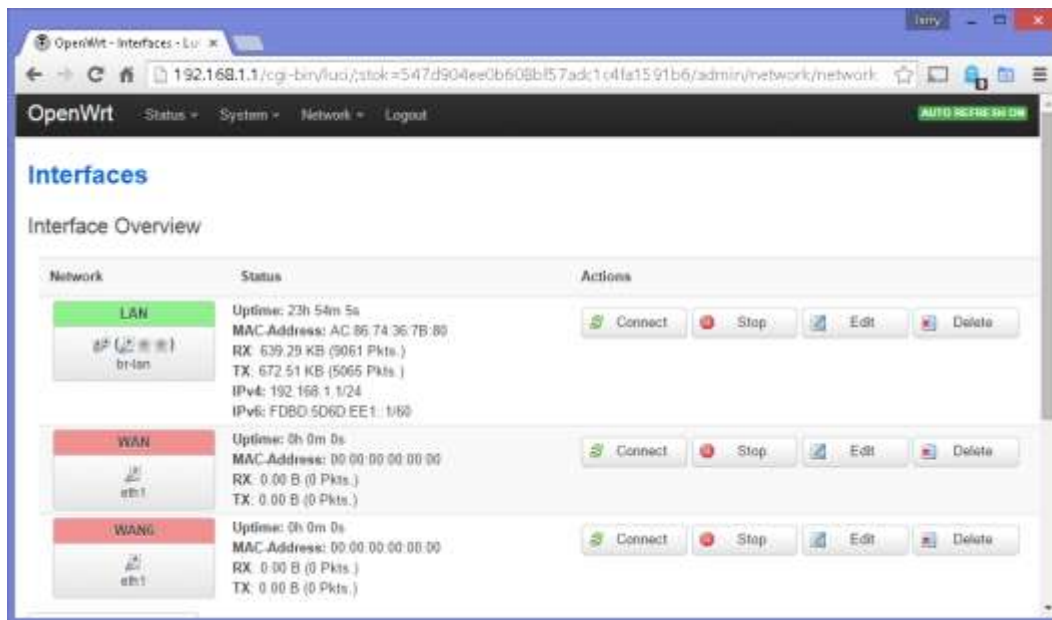 Terry
OpenWrt - Interfaces - Lu
192.168.1.1/cgi-bin/luci/;stok=547d904ee0b608bf57adc1c4fa1591b6/admin/network/network
OpenWrt Status System Network Logout AUTO REFRESH ON
Interfaces
Interface Overview
Network Status Actions
LAN
br-lan
Uptime: 23h 54m 5s
MAC-Address: AC:86:74:36:7B:80
RX: 639.29 KB (9061 Pkts.)
TX: 672.51 KB (5065 Pkts.)
IPv4: 192.168.1.1/24
IPv6: FDBD:5D6D:EE1::1/60
Connect Stop Edit Delete
WAN
eth1
Uptime: 0h 0m 0s
MAC-Address: 00:00:00:00:00:00
RX: 0.00 B (0 Pkts.)
TX: 0.00 B (0 Pkts.)
Connect Stop Edit Delete
WAN6
eth1
Uptime: 0h 0m 0s
MAC-Address: 00:00:00:00:00:00
RX: 0.00 B (0 Pkts.)
TX: 0.00 B (0 Pkts.)
Connect Stop Edit Delete